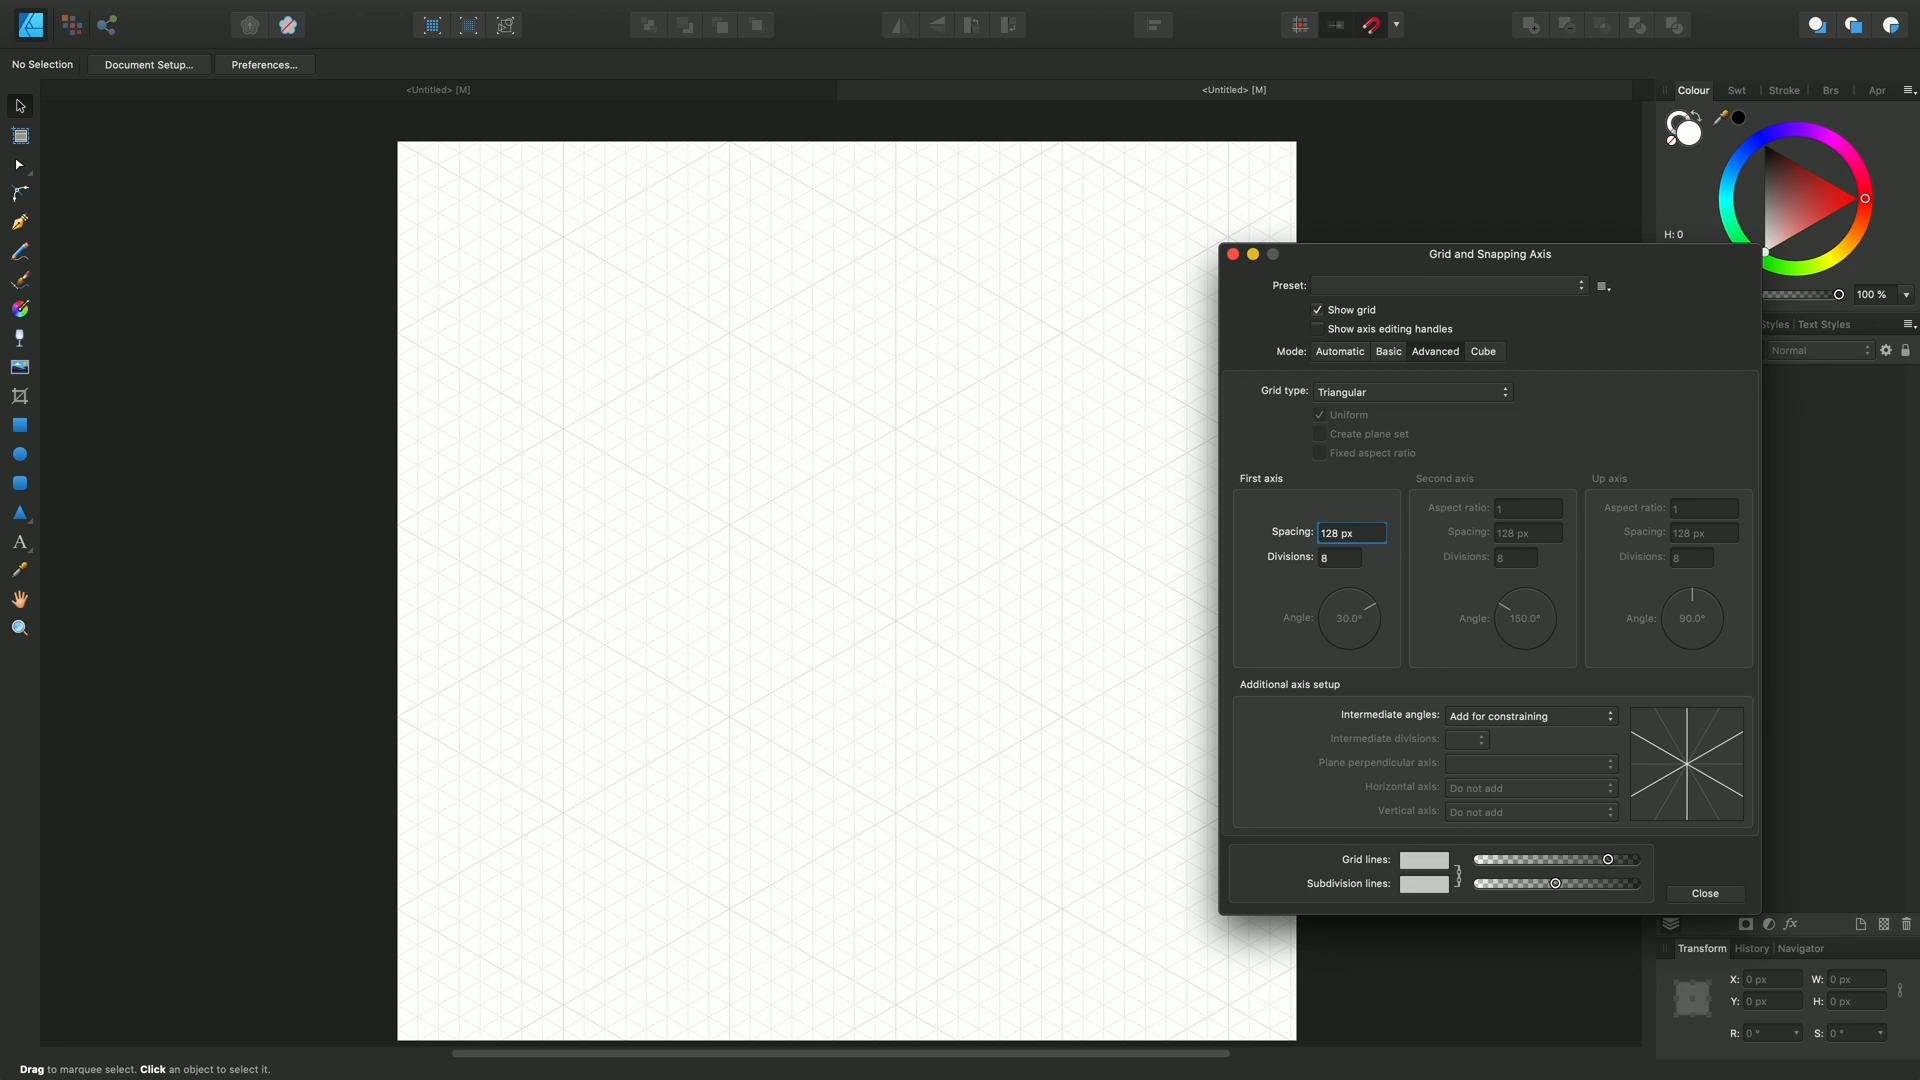 No Selection
Document Setup...
Preferences...
<Untitled> [M]
<Untitled> [M]
Colour
Swt
Stroke
Brs
Apr
H: 0
100 %
Styles
Text Styles
Normal
Grid and Snapping Axis
Preset:
Show grid
Show axis editing handles
Mode: Automatic Basic Advanced Cube
Grid type: Triangular
Uniform
Create plane set
Fixed aspect ratio
First axis
Spacing: 128 px
Divisions: 8
Angle: 30.0°
Second axis
Aspect ratio: 1
Spacing: 128 px
Divisions: 8
Angle: 150.0°
Up axis
Aspect ratio: 1
Spacing: 128 px
Divisions: 8
Angle: 90.0°
Additional axis setup
Intermediate angles: Add for constraining
Intermediate divisions:
Plane perpendicular axis:
Horizontal axis: Do not add
Vertical axis: Do not add
Grid lines:
Subdivision lines:
Close
fx
Transform
History
Navigator
X: 0 px W: 0 px
Y: 0 px H: 0 px
R: 0 ° S: 0 °
Drag to marquee select. Click an object to select it.